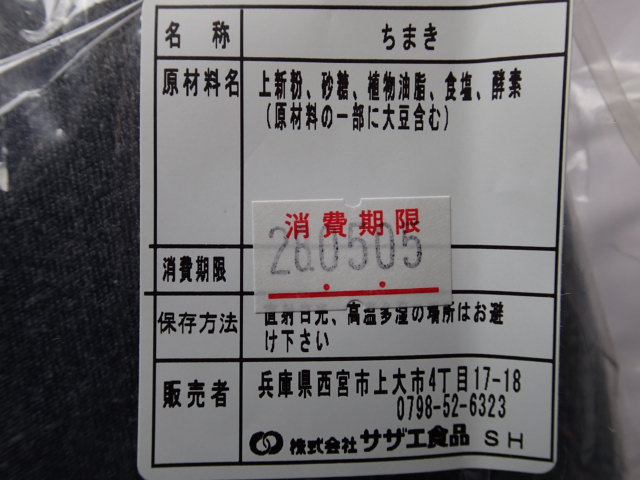 名称 ちまき
原材料名 上新粉、砂糖、植物油脂、食塩、酵素
(原材料の一部に大豆含む)
消費期限
消費期限
260505
保存方法 直射日光、高温多湿の場所はお避
け下さい
販売者 兵庫県西宮市上大市4丁目17-18
0798-52-6323
株式会社 サザエ食品 SH